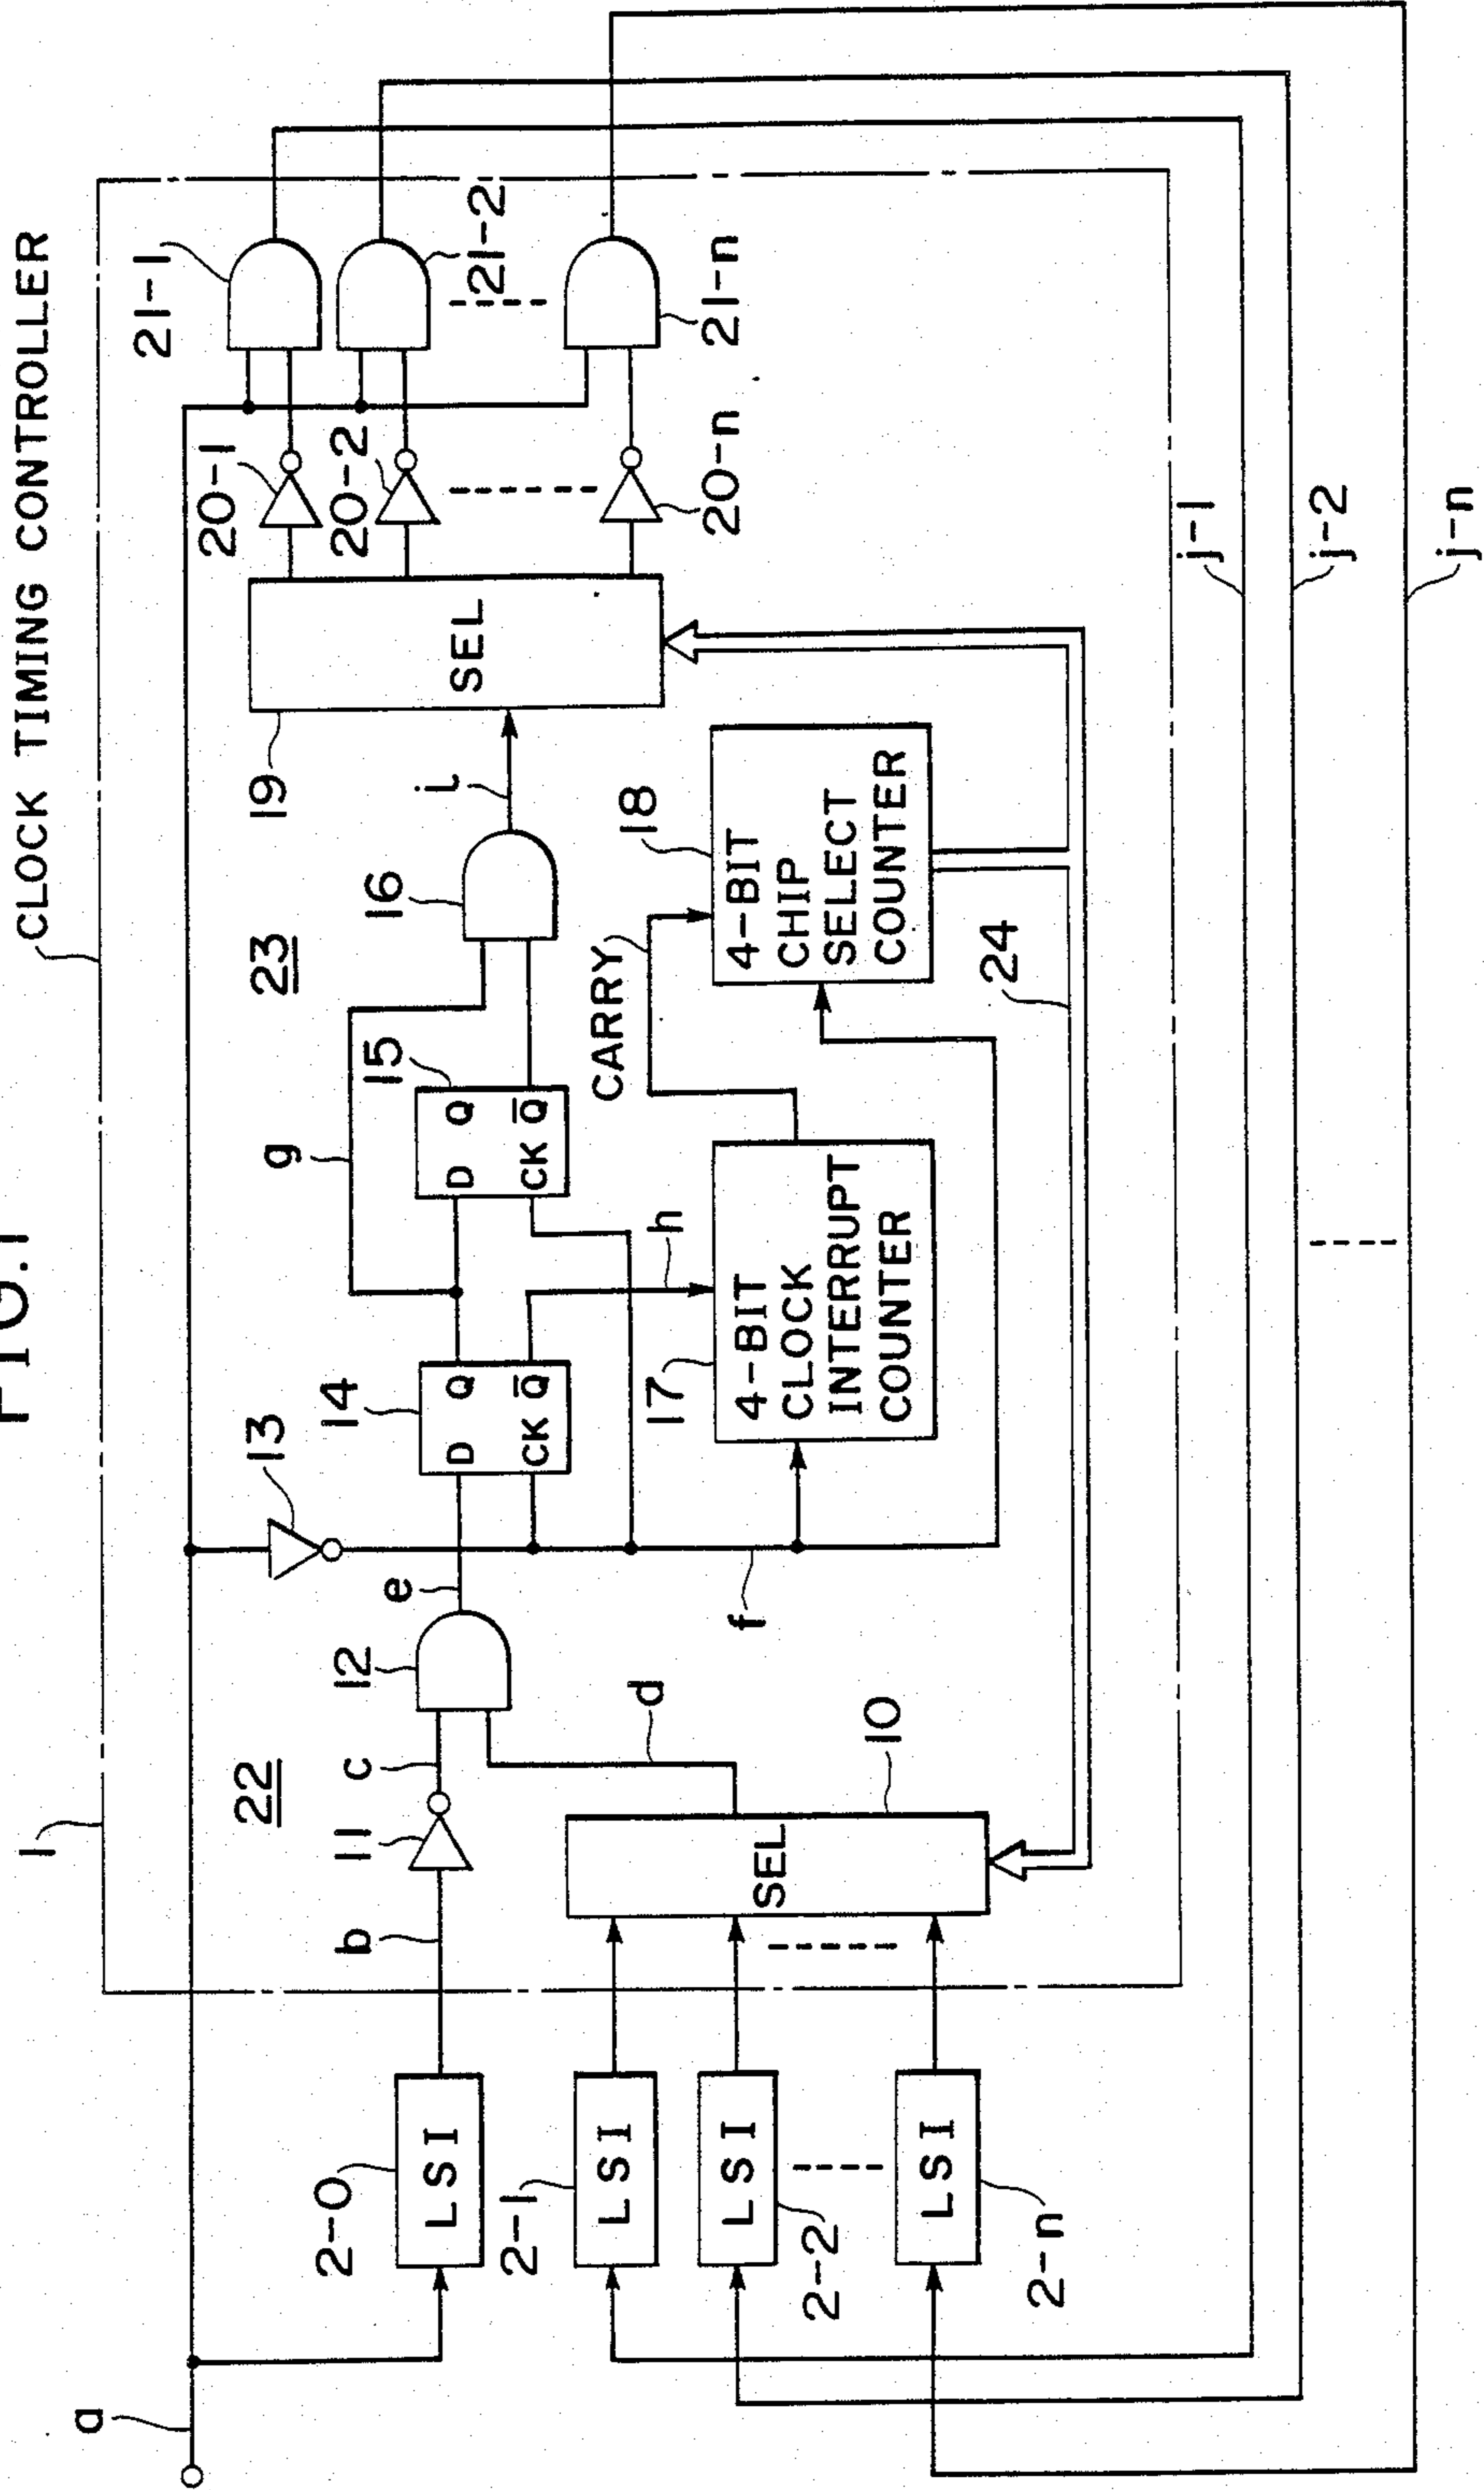 FIG. 1
CLOCK TIMING CONTROLLER
1
a
2-0
LSI
2-1
LSI
2-2
LSI
2-n
LSI
b
11
c
22
12
e
d
10
SEL
13
f
14
D Q
CK Q̅
g
h
15
D Q
CK Q̅
23
16
i
17
4-BIT
CLOCK
INTERRUPT
COUNTER
CARRY
18
4-BIT
CHIP
SELECT
COUNTER
24
19
SEL
20-1
20-2
20-n
21-1
21-2
21-n
j-1
j-2
j-n